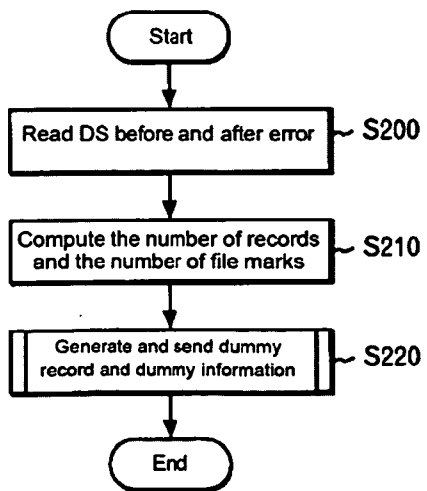 Start
Read DS before and after error
S200
Compute the number of records
and the number of file marks
S210
Generate and send dummy
record and dummy information
S220
End